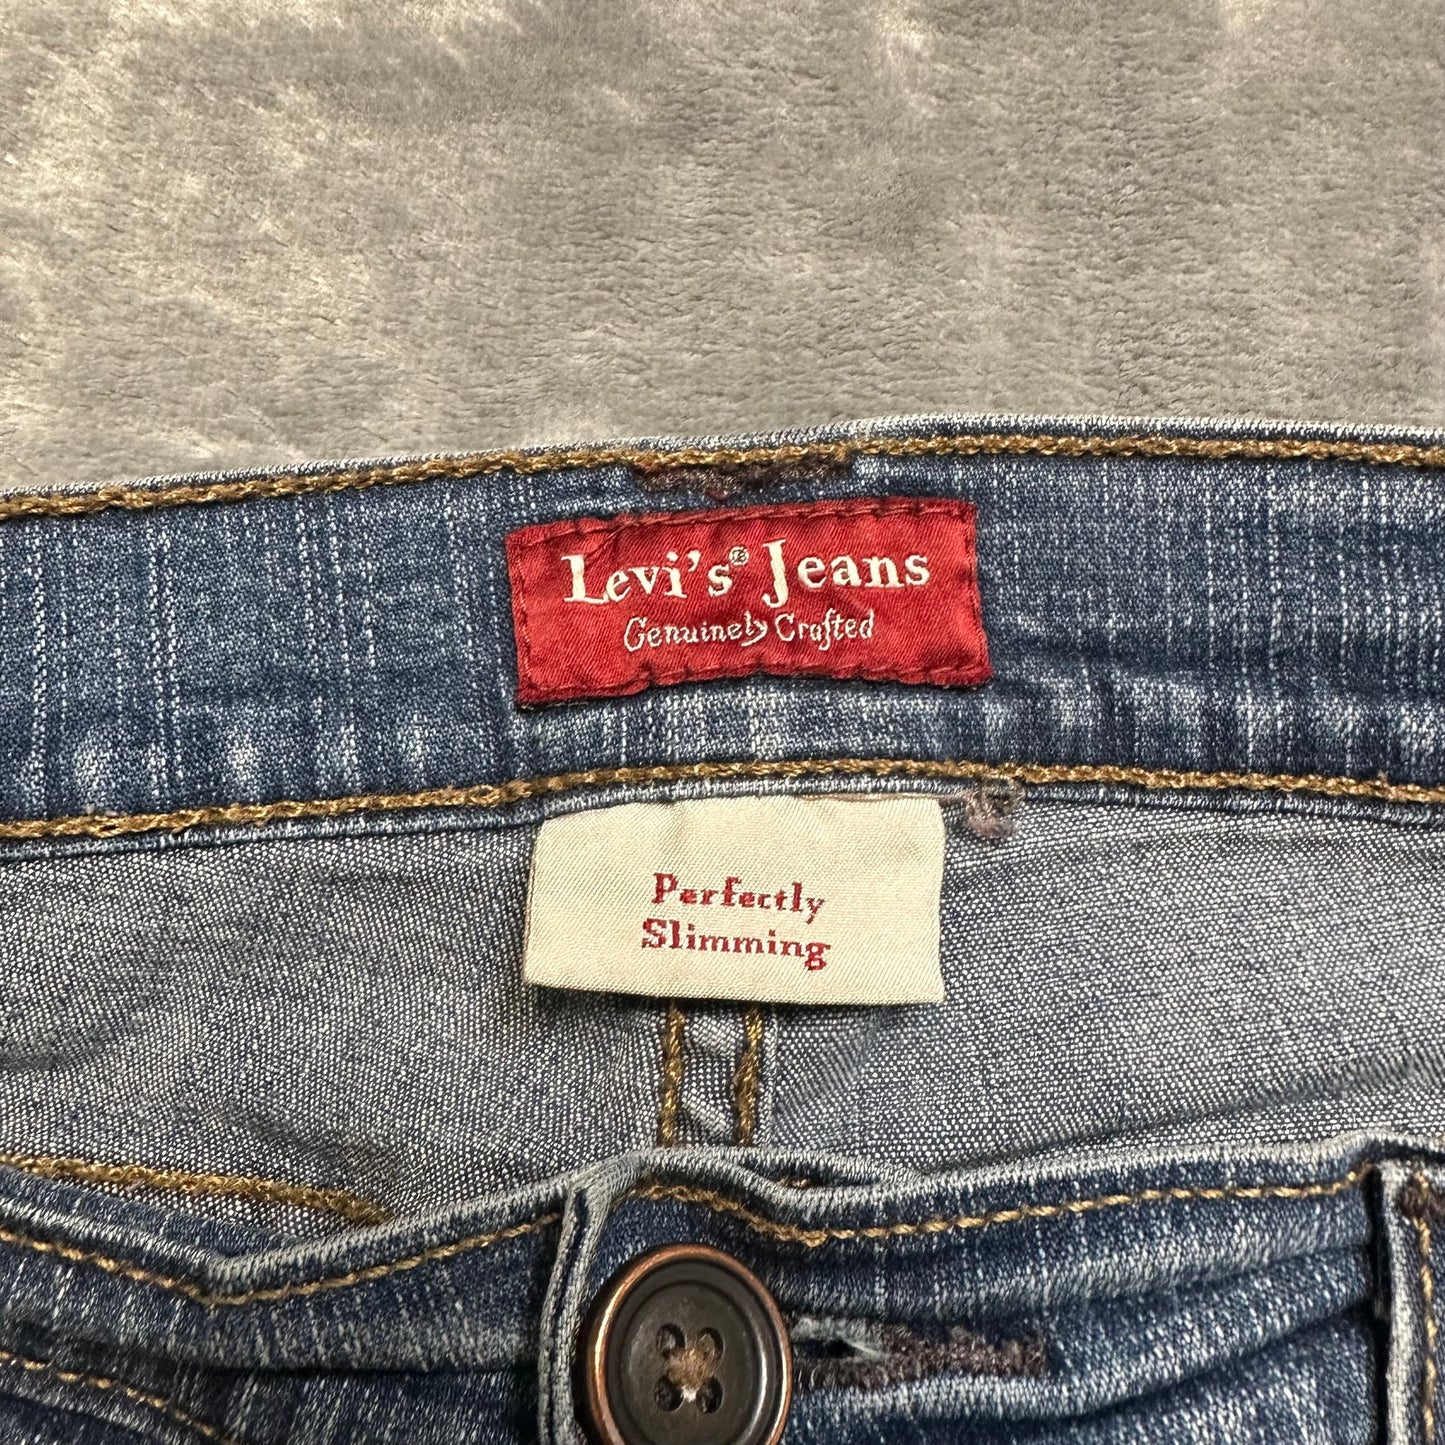 Levi's® Jeans
Genuinely Crafted
Perfectly
Slimming